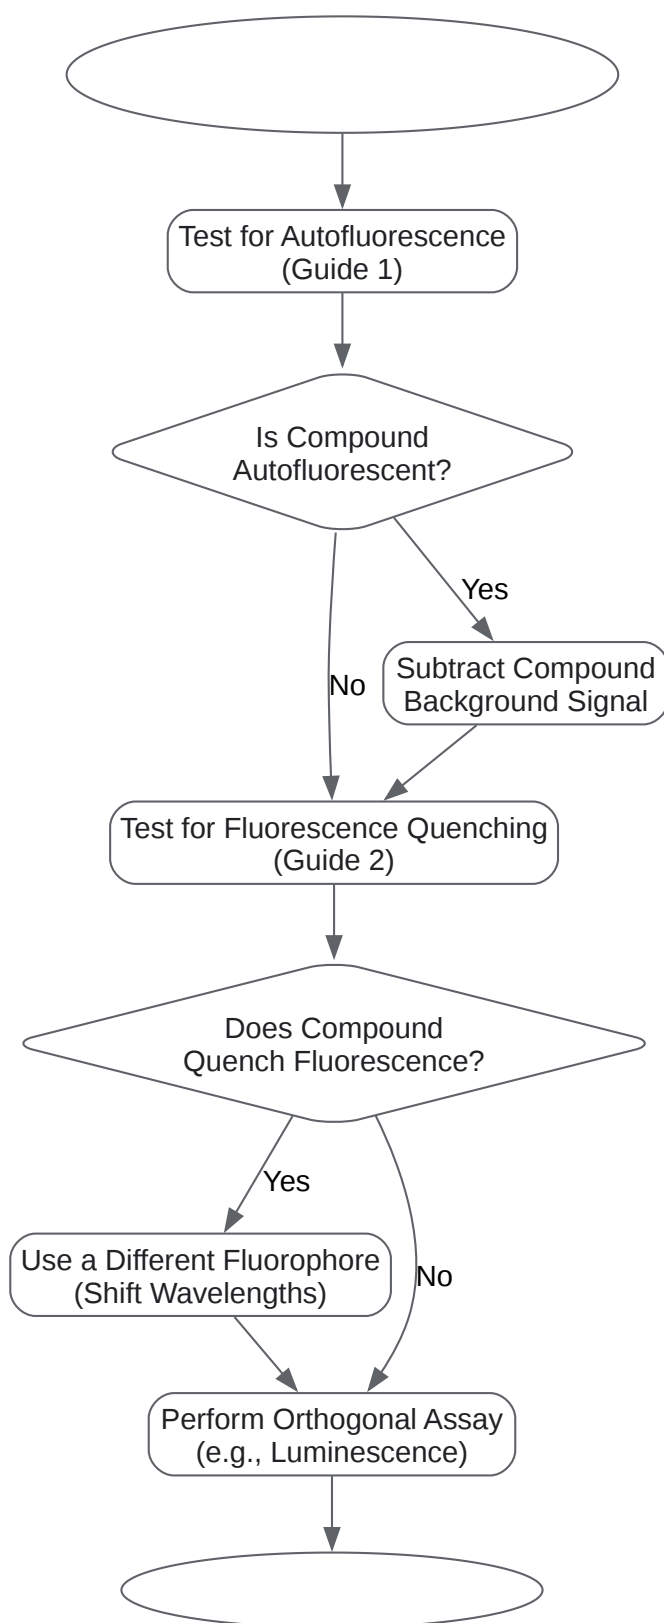 Test for Autofluorescence
(Guide 1)
Is Compound
Autofluorescent?
Yes
Subtract Compound
Background Signal
No
Test for Fluorescence Quenching
(Guide 2)
Does Compound
Quench Fluorescence?
Yes
Use a Different Fluorophore
(Shift Wavelengths)
No
Perform Orthogonal Assay
(e.g., Luminescence)